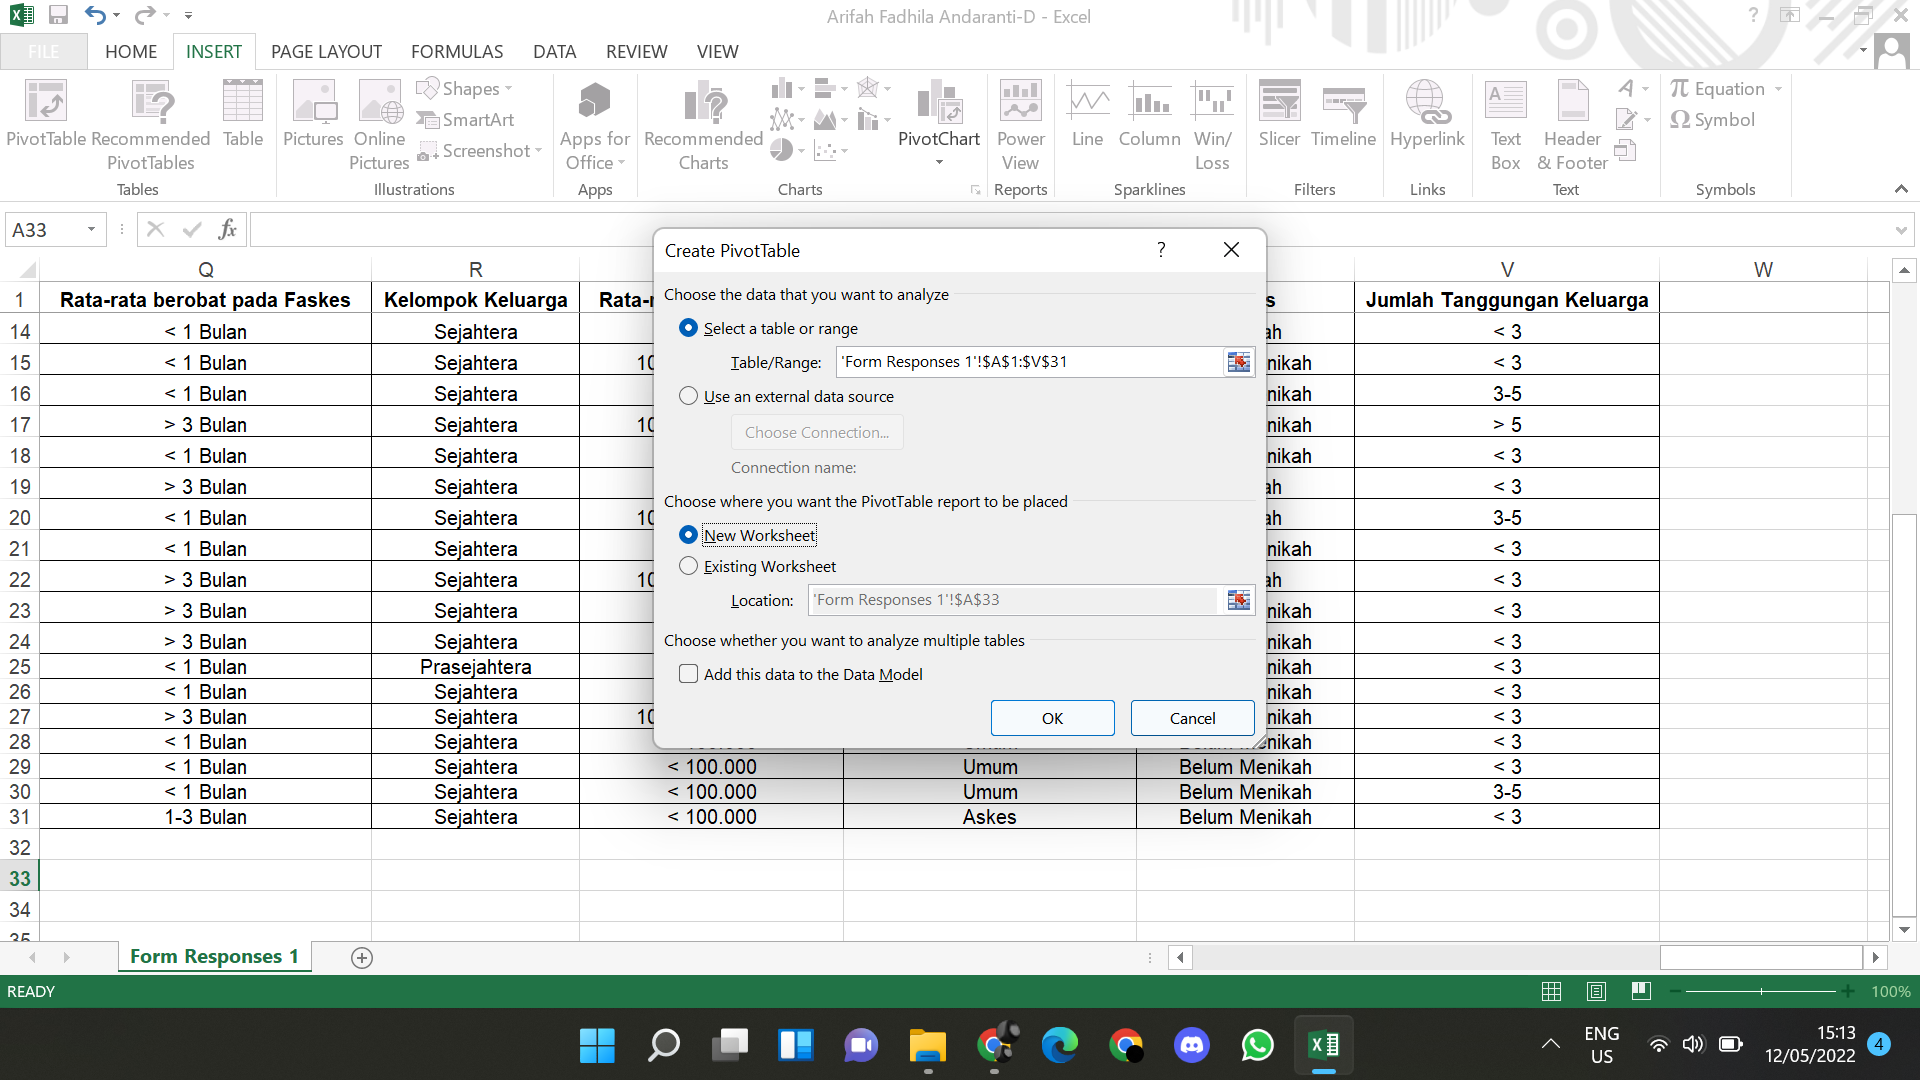 Arifah Fadhila Andaranti-D - Excel
FILE HOME INSERT PAGE LAYOUT FORMULAS DATA REVIEW VIEW
PivotTable
Recommended
PivotTables
Table
Tables
Pictures
Online
Pictures
Shapes
SmartArt
Screenshot
Illustrations
Apps for
Office
Apps
Recommended
Charts
PivotChart
Charts
Power
View
Reports
Line
Column
Win/
Loss
Sparklines
Slicer
Timeline
Filters
Hyperlink
Links
Text
Box
Header
& Footer
Text
Equation
Symbol
Symbols
A33
fx
Q R V W
1 Rata-rata berobat pada Faskes Kelompok Keluarga Rata-r s Jumlah Tanggungan Keluarga
14 < 1 Bulan Sejahtera ah < 3
15 < 1 Bulan Sejahtera 10 nikah < 3
16 < 1 Bulan Sejahtera nikah 3-5
17 > 3 Bulan Sejahtera 10 nikah > 5
18 < 1 Bulan Sejahtera nikah < 3
19 > 3 Bulan Sejahtera ah < 3
20 < 1 Bulan Sejahtera 10 ah 3-5
21 < 1 Bulan Sejahtera nikah < 3
22 > 3 Bulan Sejahtera 10 ah < 3
23 > 3 Bulan Sejahtera nikah < 3
24 > 3 Bulan Sejahtera nikah < 3
25 < 1 Bulan Prasejahtera nikah < 3
26 < 1 Bulan Sejahtera nikah < 3
27 > 3 Bulan Sejahtera 10 nikah < 3
28 < 1 Bulan Sejahtera nikah < 3
29 < 1 Bulan Sejahtera < 100.000 Umum Belum Menikah < 3
30 < 1 Bulan Sejahtera < 100.000 Umum Belum Menikah 3-5
31 1-3 Bulan Sejahtera < 100.000 Askes Belum Menikah < 3
32
33
34
35
Create PivotTable ?
Choose the data that you want to analyze
Select a table or range
Table/Range: 'Form Responses 1'!$A$1:$V$31
Use an external data source
Choose Connection...
Connection name:
Choose where you want the PivotTable report to be placed
New Worksheet
Existing Worksheet
Location: 'Form Responses 1'!$A$33
Choose whether you want to analyze multiple tables
Add this data to the Data Model
OK Cancel
Form Responses 1
READY 100%
ENG
US
15:13
12/05/2022
4